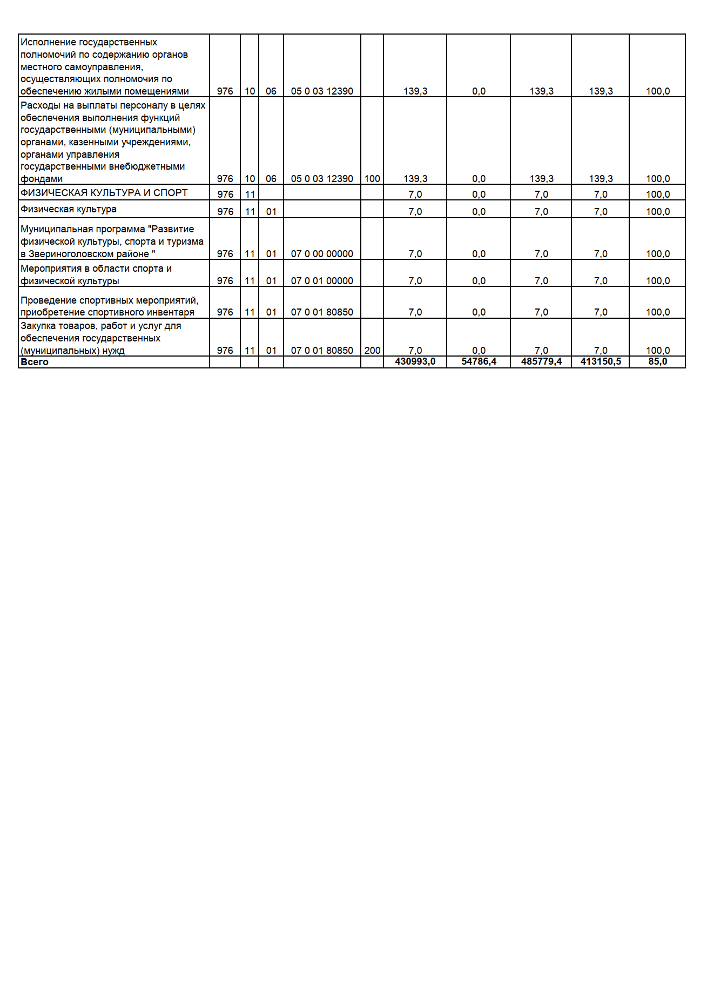 Исполнение государственных
полномочий по содержанию органов
местного самоуправления,
осуществляющих полномочия по
обеспечению жилыми помещениями 976 10 06 05 0 03 12390 139,3 0,0 139,3 139,3 100,0
Расходы на выплаты персоналу в целях
обеспечения выполнения функций
государственными (муниципальными)
органами, казенными учреждениями,
органами управления
государственными внебюджетными
фондами 976 10 06 05 0 03 12390 100 139,3 0,0 139,3 139,3 100,0
ФИЗИЧЕСКАЯ КУЛЬТУРА И СПОРТ 976 11 7,0 0,0 7,0 7,0 100,0
Физическая культура 976 11 01 7,0 0,0 7,0 7,0 100,0
Муниципальная программа "Развитие
физической культуры, спорта и туризма
в Звериноголовском районе " 976 11 01 07 0 00 00000 7,0 0,0 7,0 7,0 100,0
Мероприятия в области спорта и
физической культуры 976 11 01 07 0 01 00000 7,0 0,0 7,0 7,0 100,0
Проведение спортивных мероприятий,
приобретение спортивного инвентаря 976 11 01 07 0 01 80850 7,0 0,0 7,0 7,0 100,0
Закупка товаров, работ и услуг для
обеспечения государственных
(муниципальных) нужд 976 11 01 07 0 01 80850 200 7,0 0,0 7,0 7,0 100,0
Всего 430993,0 54786,4 485779,4 413150,5 85,0